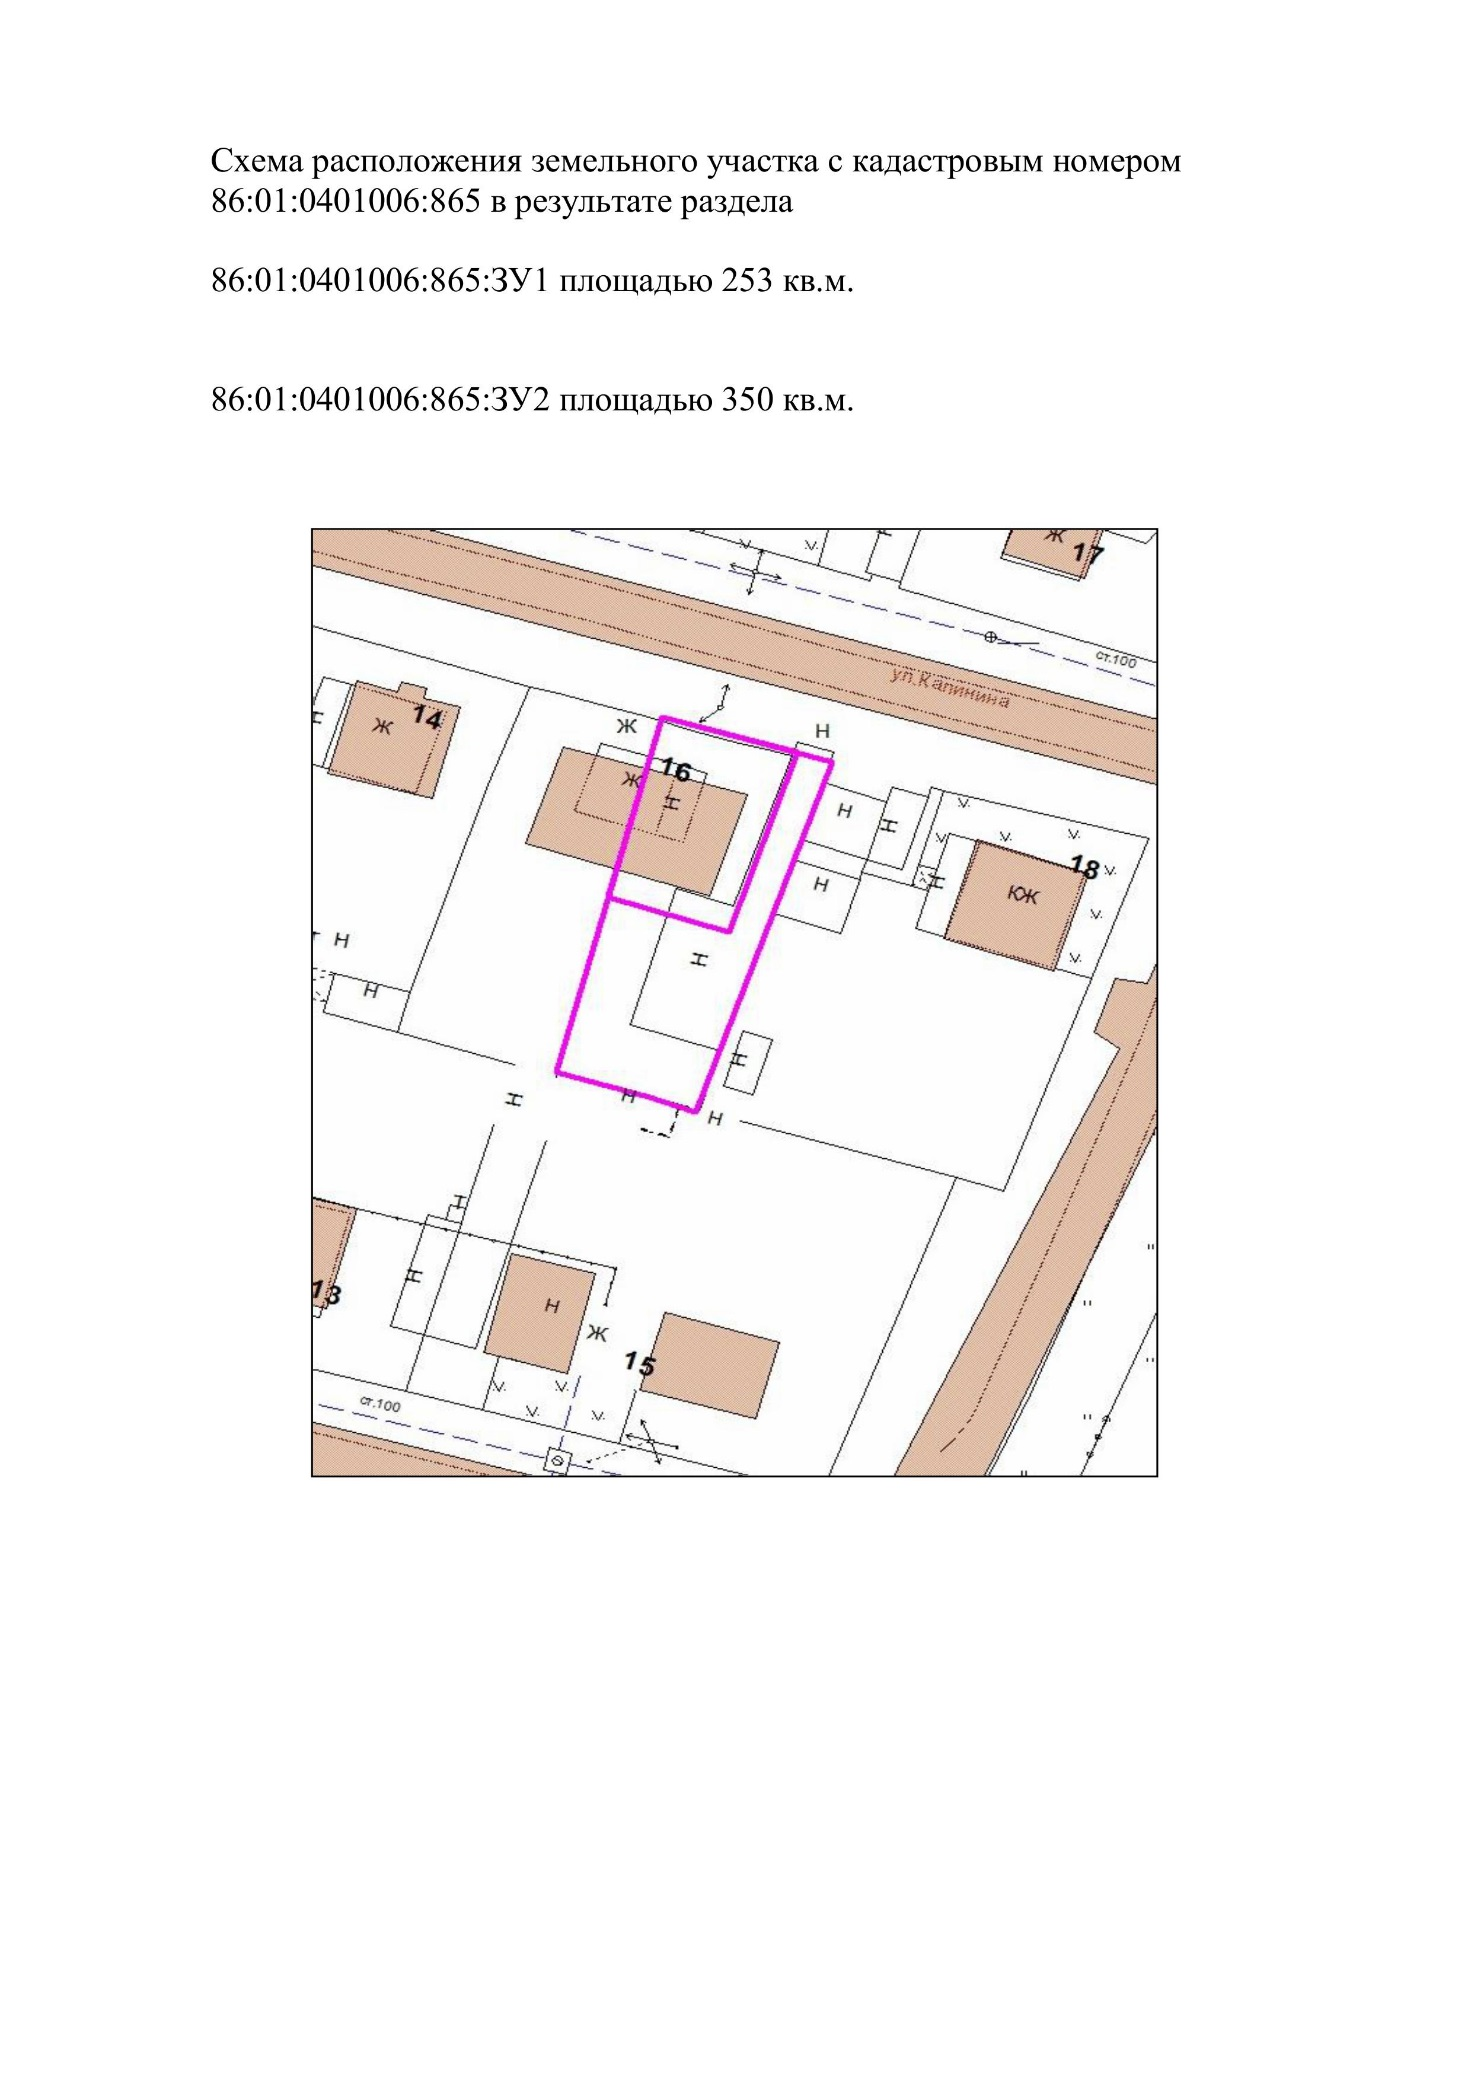 Схема расположения земельного участка с кадастровым номером
86:01:0401006:865 в результате раздела
86:01:0401006:865:ЗУ1 площадью 253 кв.м.
86:01:0401006:865:ЗУ2 площадью 350 кв.м.
Ж
17
ст.100
ул.Калинина
Н
Ж
14
Ж
16
Ж
Н
Н
Н
Н
Н
КЖ
18
Н
Н
Н
Н
Н
Н
Н
Н
Н
Н
Н
13
Н
Ж
15
ст.100